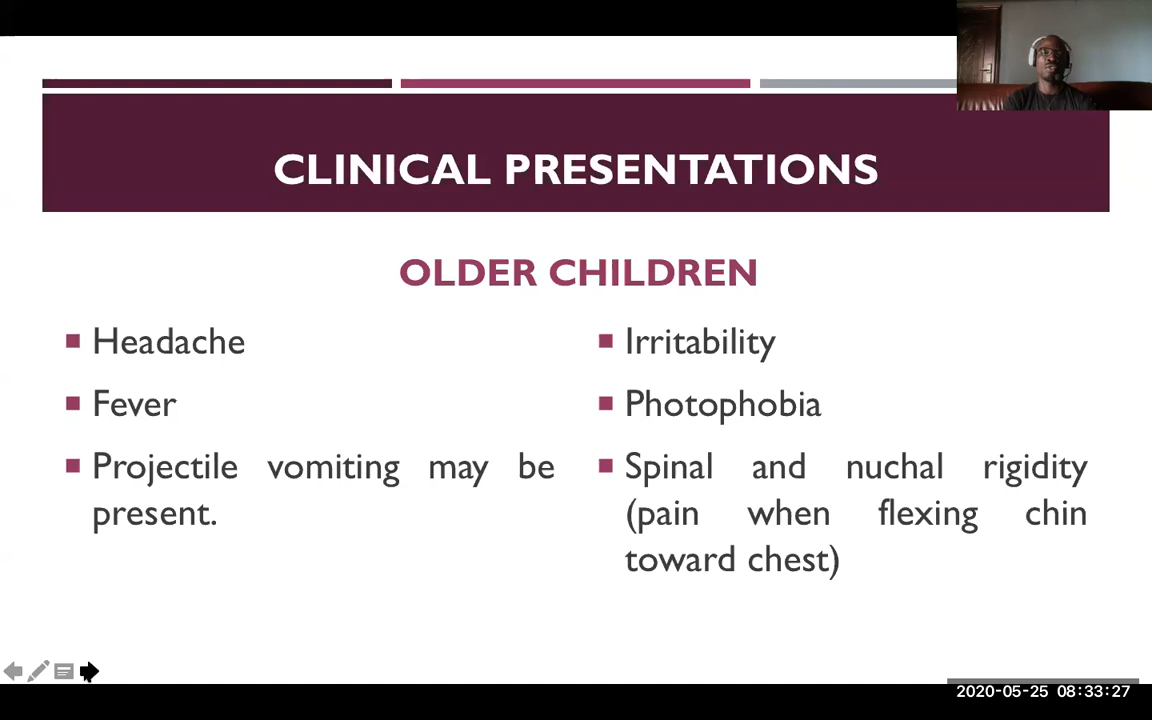 CLINICAL PRESENTATIONS
OLDER CHILDREN
Headache
Fever
Projectile vomiting may be
present.
Irritability
Photophobia
Spinal and nuchal rigidity
(pain when flexing chin
toward chest)
2020-05-25 08:33:27